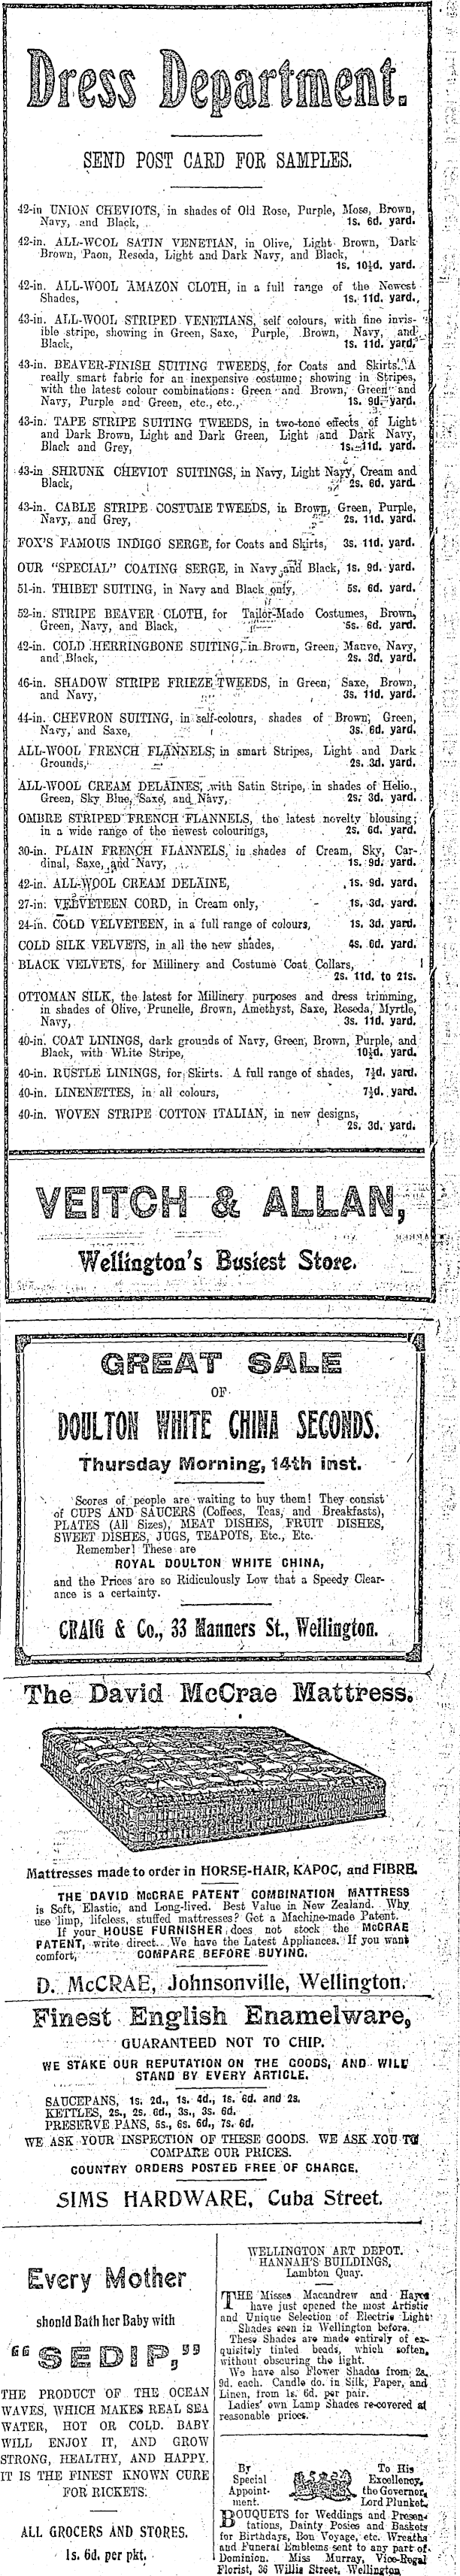 Dress Department.
SEND POST CARD FOR SAMPLES.
42-in UNION CHEVIOTS, in shades of Old Rose, Purple, Mose, Brown,
Navy, and Black, 1s. 6d. yard.
42-in. ALL-WOOL SATIN VENETIAN, in Olive, Light Brown, Dark
Brown, Paon, Reseda, Light and Dark Navy, and Black,
1s. 10½d. yard.
42-in. ALL-WOOL AMAZON CLOTH, in a full range of the Newest
Shades, 1s. 11d. yard.
43-in. ALL-WOOL STRIPED VENETIANS, self colours, with fine invis-
ible stripe, showing in Green, Saxe, Purple, Brown, Navy, and
Black, 1s. 11d. yard.
43-in. BEAVER-FINISH SUITING TWEEDS, for Coats and Skirts. A
really smart fabric for an inexpensive costume; showing in Stripes,
with the latest colour combinations: Green and Brown, Green and
Navy, Purple and Green, etc., etc., 1s. 9d. yard.
43-in. TAPE STRIPE SUITING TWEEDS, in two-tone effects of Light
and Dark Brown, Light and Dark Green, Light and Dark Navy,
Black and Grey, 1s. 11d. yard.
43-in SHRUNK CHEVIOT SUITINGS, in Navy, Light Navy, Cream and
Black, 2s. 6d. yard.
43-in. CABLE STRIPE COSTUME TWEEDS, in Brown, Green, Purple,
Navy, and Grey, 2s. 11d. yard.
FOX'S FAMOUS INDIGO SERGE, for Coats and Skirts, 3s. 11d. yard.
OUR "SPECIAL" COATING SERGE, in Navy and Black, 1s. 9d. yard.
51-in. THIBET SUITING, in Navy and Black only, 5s. 6d. yard.
52-in. STRIPE BEAVER CLOTH, for Tailor-Made Costumes, Brown,
Green, Navy, and Black, 5s. 6d. yard.
42-in. COLD HERRINGBONE SUITING, in Brown, Green, Mauve, Navy,
and Black, 2s. 3d. yard.
46-in. SHADOW STRIPE FRIEZE TWEEDS, in Green, Saxe, Brown,
and Navy, 3s. 11d. yard.
44-in. CHEVRON SUITING, in self-colours, shades of Brown, Green,
Navy, and Saxe, 3s. 6d. yard.
ALL-WOOL FRENCH FLANNELS, in smart Stripes, Light and Dark
Grounds, 2s. 3d. yard.
ALL-WOOL CREAM DELAINES, with Satin Stripe, in shades of Helio.,
Green, Sky Blue, Saxe, and Navy, 2s. 3d. yard.
OMBRE STRIPED FRENCH FLANNELS, the latest novelty blousing;
in a wide range of the newest colourings, 2s. 6d. yard.
30-in. PLAIN FRENCH FLANNELS, in shades of Cream, Sky, Car-
dinal, Saxe, and Navy, 1s. 9d. yard.
42-in. ALL-WOOL CREAM DELAINE, 1s. 9d. yard.
27-in. VELVETEEN CORD, in Cream only, 1s. 3d. yard.
24-in. COLD VELVETEEN, in a full range of colours, 1s. 3d. yard.
COLD SILK VELVETS, in all the new shades, 4s. 6d. yard.
BLACK VELVETS, for Millinery and Costume Coat Collars,
2s. 11d. to 21s.
OTTOMAN SILK, the latest for Millinery purposes and dress trimming,
in shades of Olive, Prunelle, Brown, Amethyst, Saxe, Reseda, Myrtle,
Navy, 3s. 11d. yard.
40-in. COAT LININGS, dark grounds of Navy, Green, Brown, Purple, and
Black, with White Stripe, 10½d. yard.
40-in. RUSTLE LININGS, for Skirts. A full range of shades, 7½d. yard.
40-in. LINENETTES, in all colours, 7½d. yard.
40-in. WOVEN STRIPE COTTON ITALIAN, in new designs,
2s. 3d. yard.
VEITCH & ALLAN,
Wellington's Busiest Store.
GREAT SALE
OF
DOULTON WHITE CHINA SECONDS.
Thursday Morning, 14th inst.
Scores of people are waiting to buy them! They consist
of CUPS AND SAUCERS (Coffees, Teas, and Breakfasts),
PLATES (All Sizes), MEAT DISHES, FRUIT DISHES,
SWEET DISHES, JUGS, TEAPOTS, Etc., Etc.
Remember! These are
ROYAL DOULTON WHITE CHINA,
and the Prices are so Ridiculously Low that a Speedy Clear-
ance is a certainty.
CRAIG & Co., 33 Manners St., Wellington.
The David McCrae Mattress.
Mattresses made to order in HORSE-HAIR, KAPOC, and FIBRE.
THE DAVID McCRAE PATENT COMBINATION MATTRESS
is Soft, Elastic, and Long-lived. Best Value in New Zealand. Why
use limp, lifeless, stuffed mattresses? Get a Machine-made Patent.
If your HOUSE FURNISHER does not stock the McCRAE
PATENT, write direct. We have the Latest Appliances. If you want
comfort, COMPARE BEFORE BUYING.
D. McCRAE, Johnsonville, Wellington.
Finest English Enamelware,
GUARANTEED NOT TO CHIP.
WE STAKE OUR REPUTATION ON THE GOODS, AND WILL
STAND BY EVERY ARTICLE.
SAUCEPANS, 1s. 2d., 1s. 4d., 1s. 6d. and 2s.
KETTLES, 2s., 2s. 6d., 3s., 3s. 6d.
PRESERVE PANS, 5s., 6s. 6d., 7s. 6d.
WE ASK YOUR INSPECTION OF THESE GOODS. WE ASK YOU TO
COMPARE OUR PRICES.
COUNTRY ORDERS POSTED FREE OF CHARGE.
SIMS HARDWARE, Cuba Street.
Every Mother
should Bath her Baby with
"SEDIP,"
THE PRODUCT OF THE OCEAN
WAVES, WHICH MAKES REAL SEA
WATER, HOT OR COLD. BABY
WILL ENJOY IT, AND GROW
STRONG, HEALTHY, AND HAPPY.
IT IS THE FINEST KNOWN CURE
FOR RICKETS.
ALL GROCERS AND STORES.
1s. 6d. per pkt.
WELLINGTON ART DEPOT.
HANNAH'S BUILDINGS,
Lambton Quay.
THE Misses Macandrew and Hayes
have just opened the most Artistic
and Unique Selection of Electric Light
Shades seen in Wellington before.
These Shades are made entirely of ex-
quisitely tinted beads, which soften,
without obscuring the light.
We have also Flower Shades from 2s.
9d. each. Candle do. in Silk, Paper, and
Linen, from 1s. 6d. per pair.
Ladies' own Lamp Shades re-covered at
reasonable prices.
By Special Appoint-ment.
To His Excellency, the Governor, Lord Plunket.
BOUQUETS for Weddings and Presen-
tations, Dainty Posies and Baskets
for Birthdays, Bon Voyage, etc. Wreaths
and Funeral Emblems sent to any part of
Dominion. Miss Murray, Vice-Regal
Florist, 36 Willis Street, Wellington